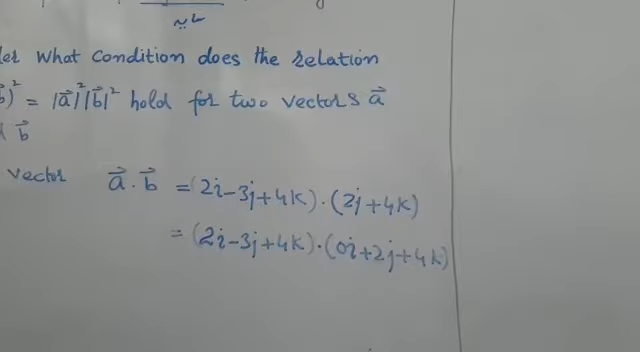 what condition does the relation
= |a⃗|²|b⃗|² hold for two vectors a⃗
b⃗
vector a⃗ . b⃗ = (2i-3j+4k).(2j+4k)
= (2i-3j+4k).(0i+2j+4k)